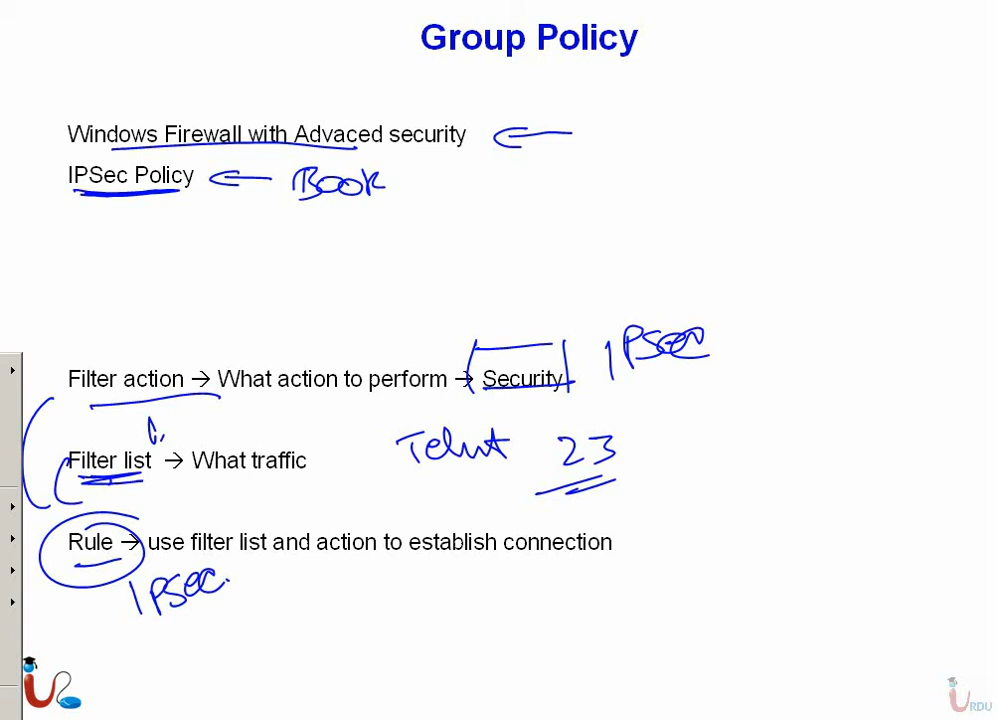 Group Policy
Windows Firewall with Advaced security
IPSec Policy Book
IPSec
Filter action → What action to perform → Security
Filter list → What traffic
Telnet 23
Rule → use filter list and action to establish connection
IPSec
URDU